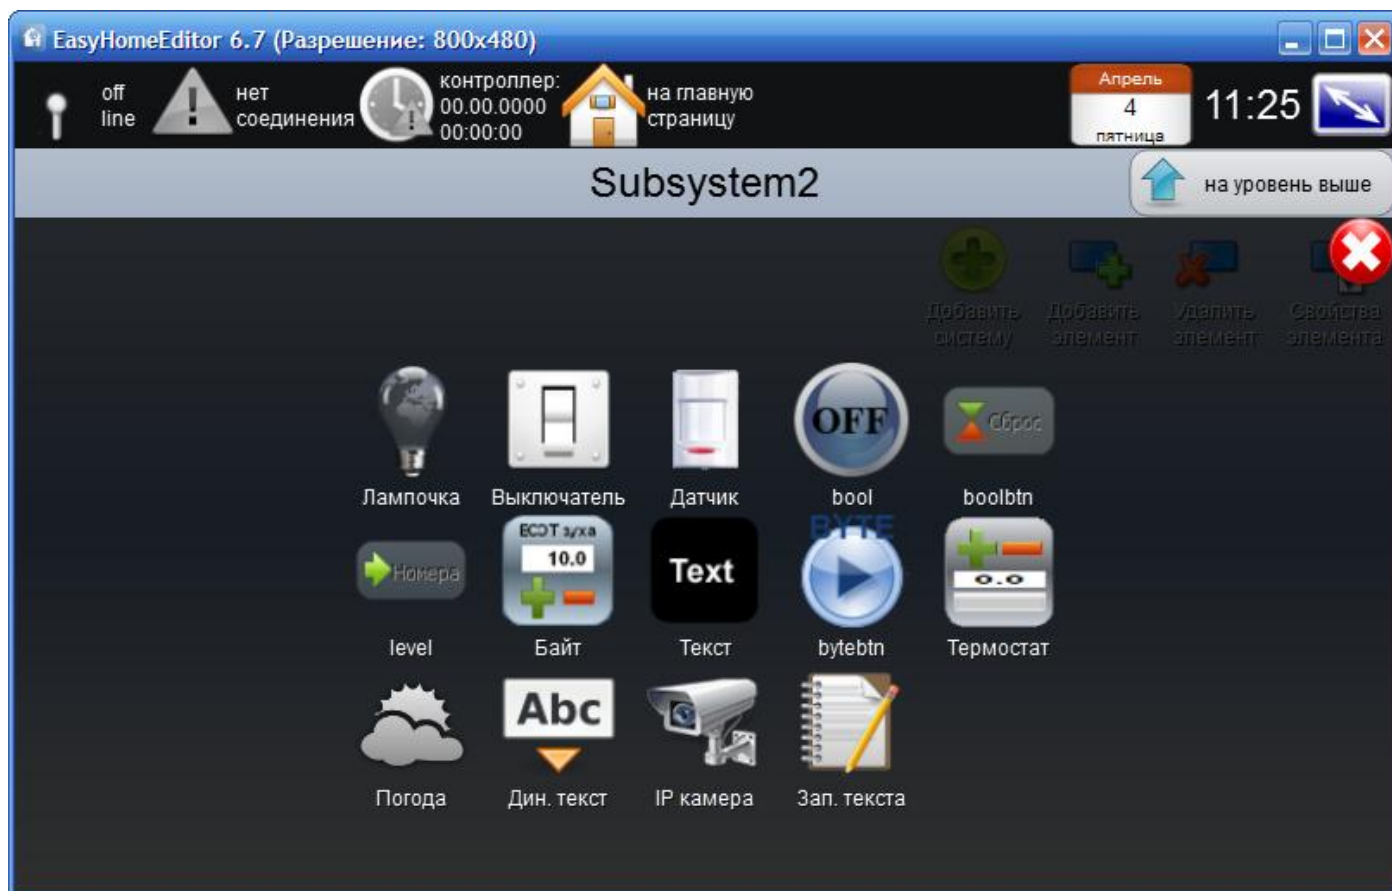 EasyHomeEditor 6.7 (Разрешение: 800x480)
off
line
нет
соединения
контроллер:
00.00.0000
00:00:00
на главную
страницу
Апрель
4
пятница
11:25
Subsystem2
на уровень выше
Добавить
систему
Добавить
элемент
Удалить
элемент
Свойства
элемента
OFF
Сброс
Лампочка
Выключатель
Датчик
bool
boolbtn
Номера
10.0
Text
BYTE
0.0
level
Байт
Текст
bytebtn
Термостат
Abc
Погода
Дин. текст
IP камера
Зап. текста